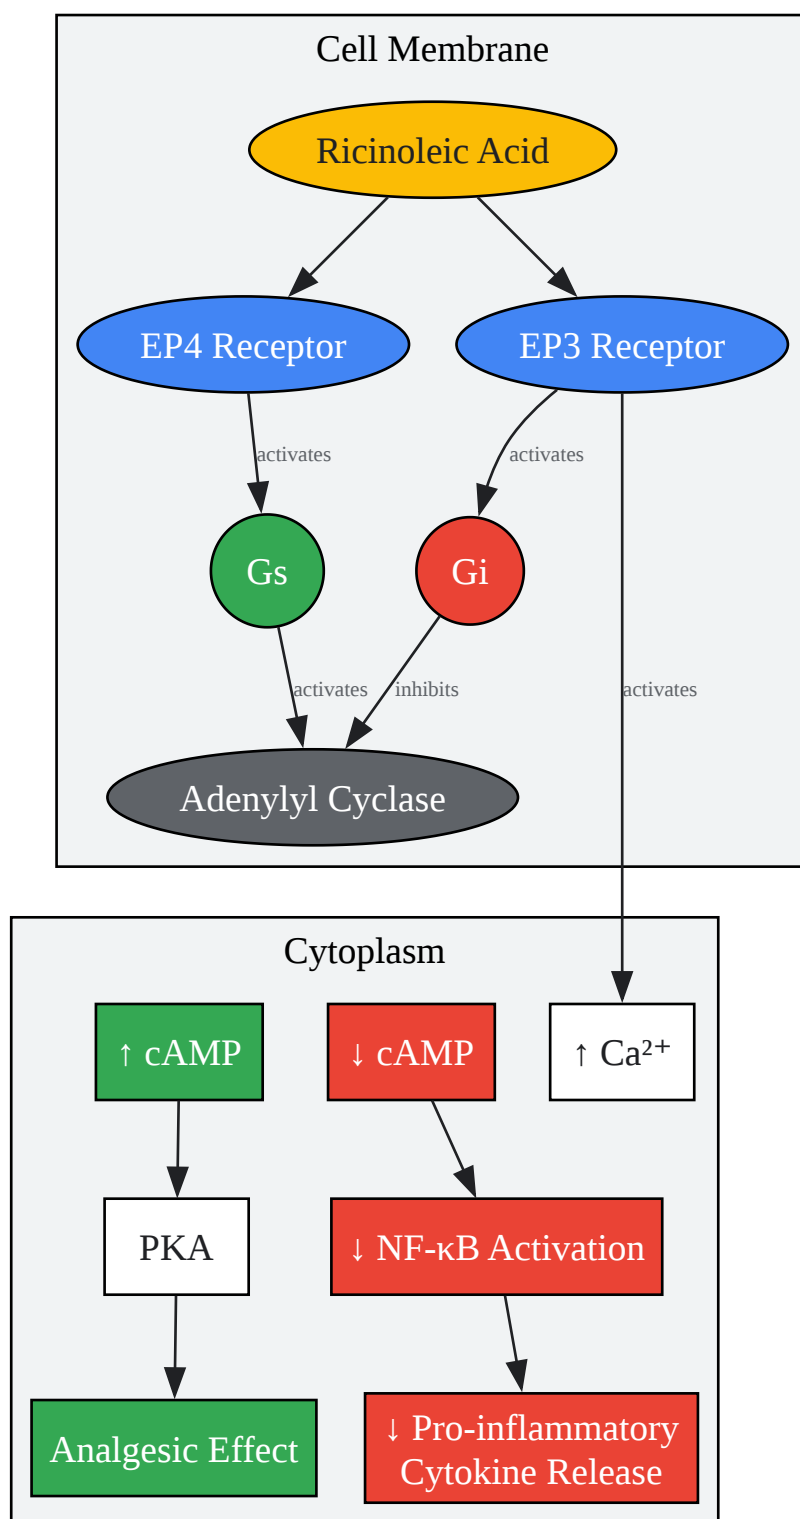 Cell Membrane
Ricinoleic Acid
EP4 Receptor
EP3 Receptor
activates
activates
Gs
Gi
activates
inhibits
activates
Adenylyl Cyclase
Cytoplasm
↑ cAMP
↓ cAMP
↑ Ca²⁺
PKA
↓ NF-κB Activation
Analgesic Effect
↓ Pro-inflammatory
Cytokine Release